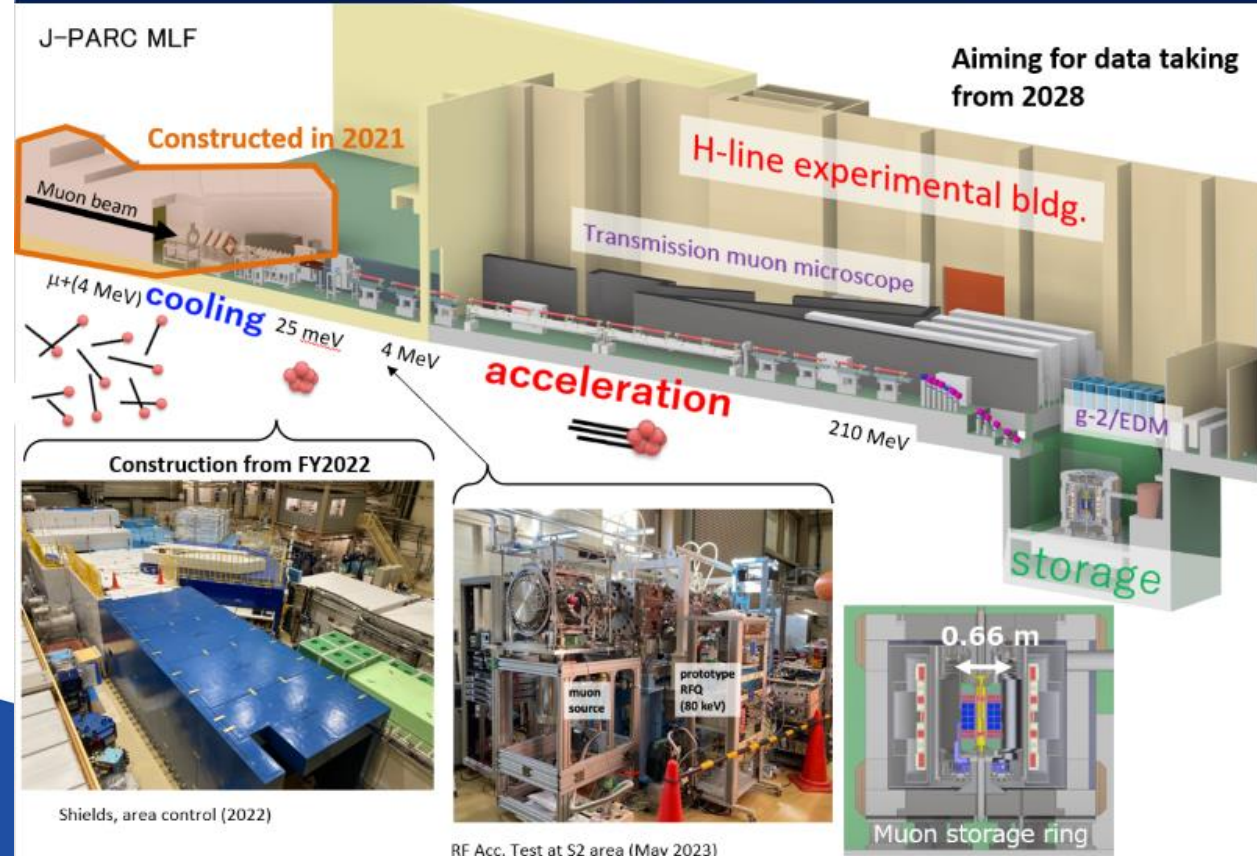 J-PARC MLF
Aiming for data taking
from 2028
Constructed in 2021
H-line experimental bldg.
Muon beam
Transmission muon microscope
μ+(4 MeV)
cooling
25 meV
4 MeV
acceleration
210 MeV
g-2/EDM
Construction from FY2022
storage
0.66 m
muon
source
prototype
RFQ
(80 keV)
Muon storage ring
Shields, area control (2022)
RF Acc. Test at S2 area (May 2023)